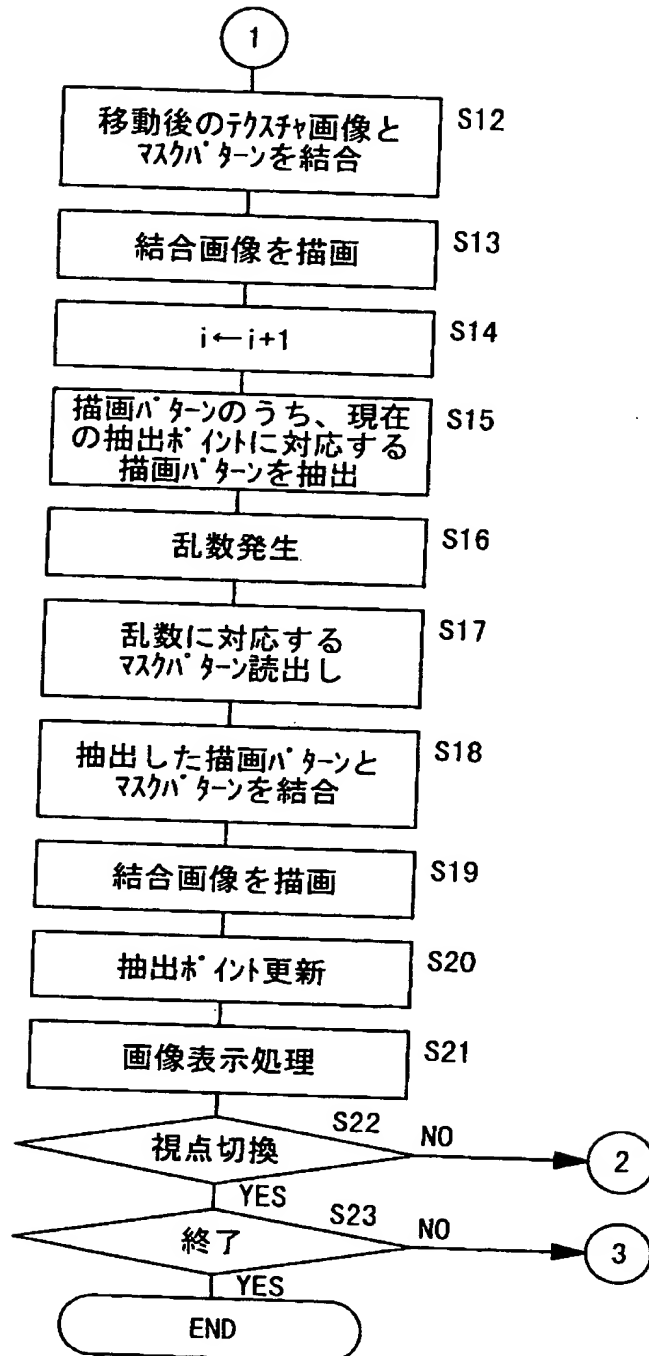 1
移動後のテクスチャ画像と
マスクパターンを結合
S12
結合画像を描画
S13
i←i+1
S14
描画パターンのうち、現在
の抽出ポイントに対応する
描画パターンを抽出
S15
乱数発生
S16
乱数に対応する
マスクパターン読出し
S17
抽出した描画パターンと
マスクパターンを結合
S18
結合画像を描画
S19
抽出ポイント更新
S20
画像表示処理
S21
視点切換
S22
NO
2
YES
終了
S23
NO
3
YES
END